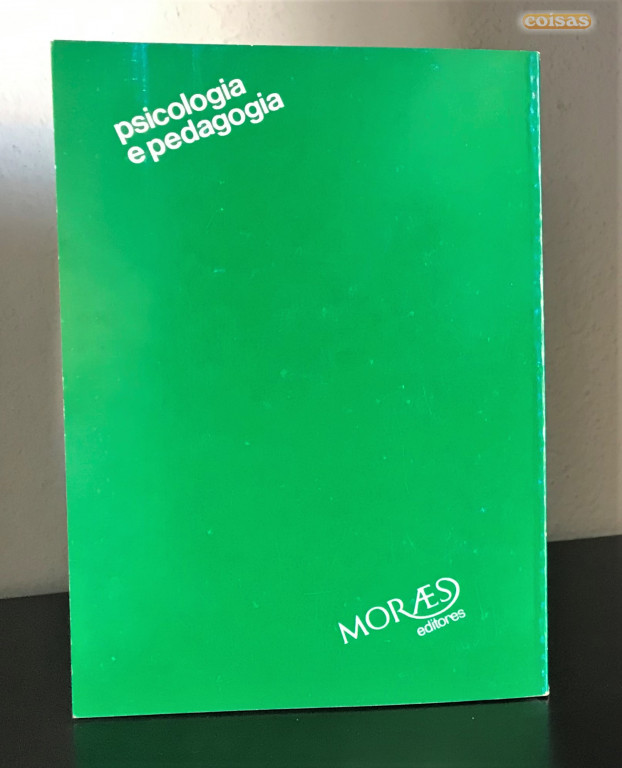 coisas
psicologia
e pedagogia
MORÆS
editores